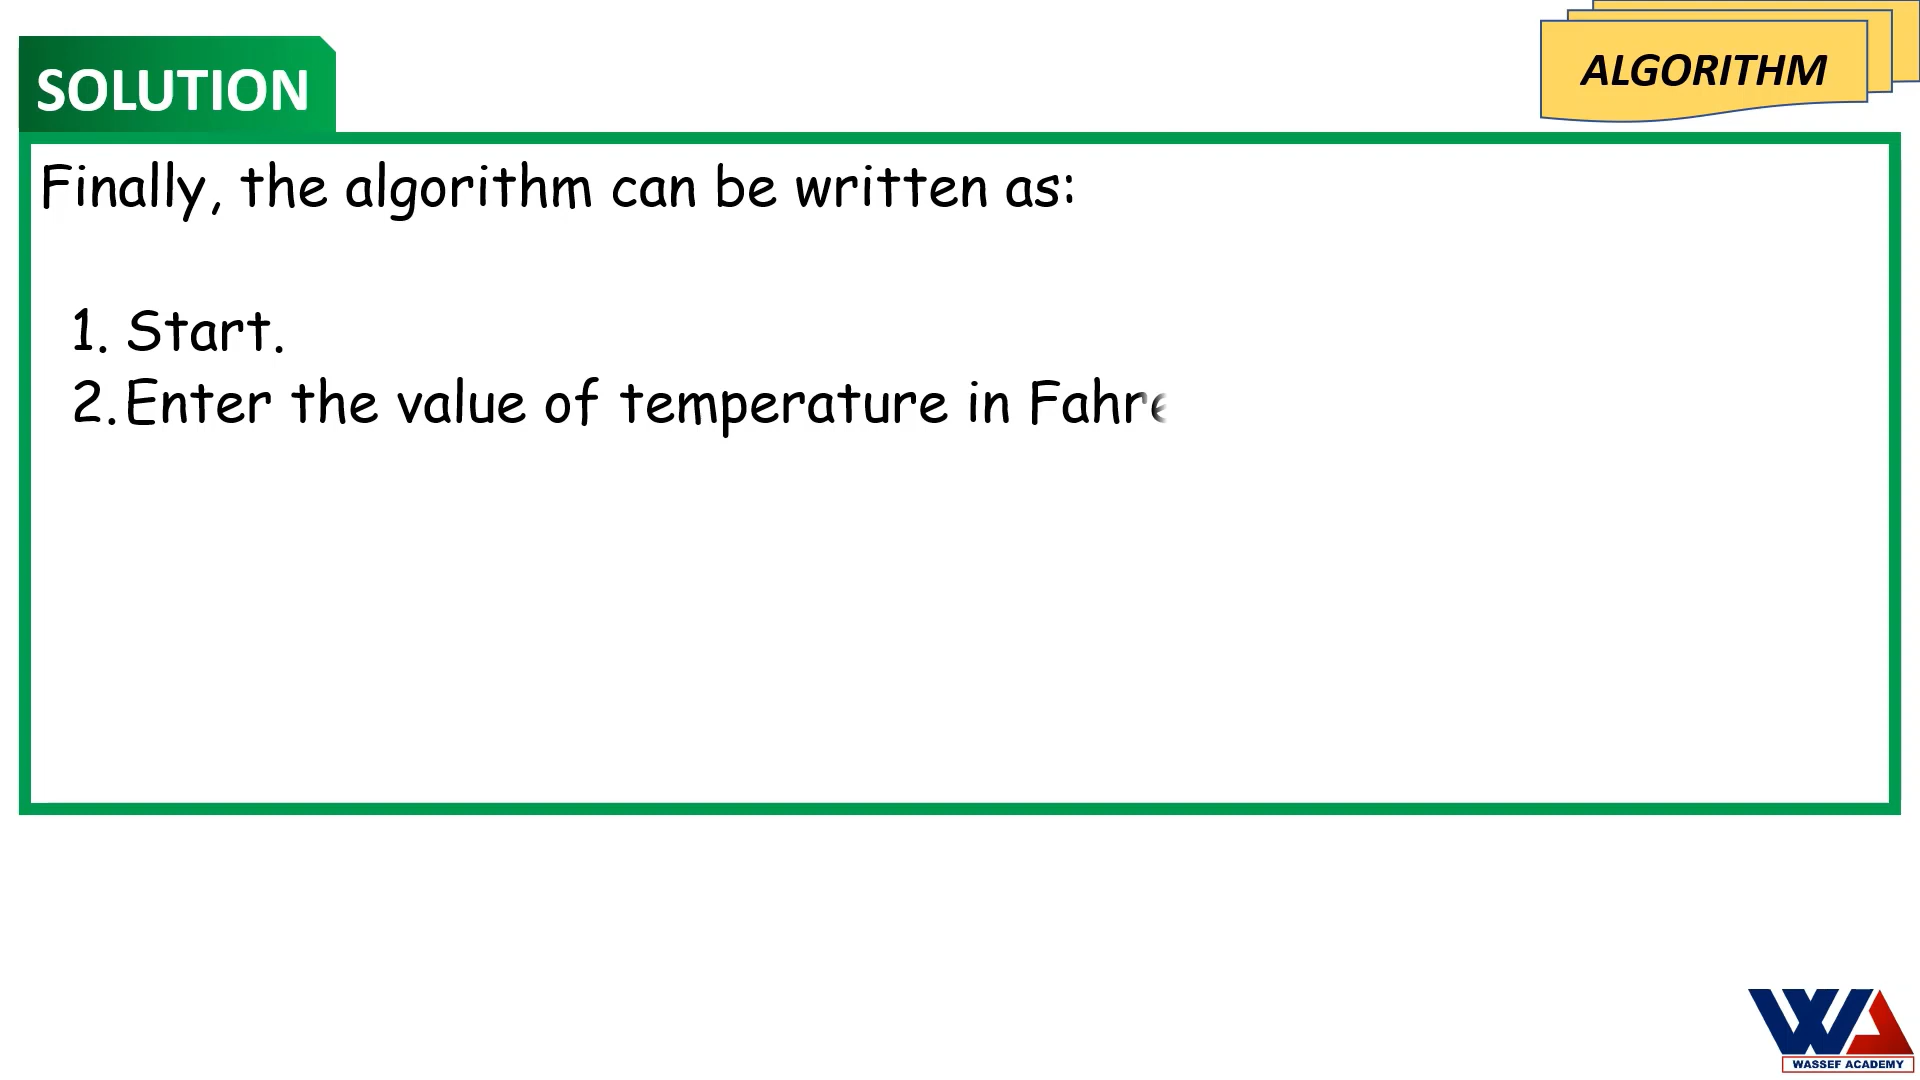 SOLUTION
ALGORITHM
Finally, the algorithm can be written as:
1. Start.
2. Enter the value of temperature in Fahre
WASSEF ACADEMY